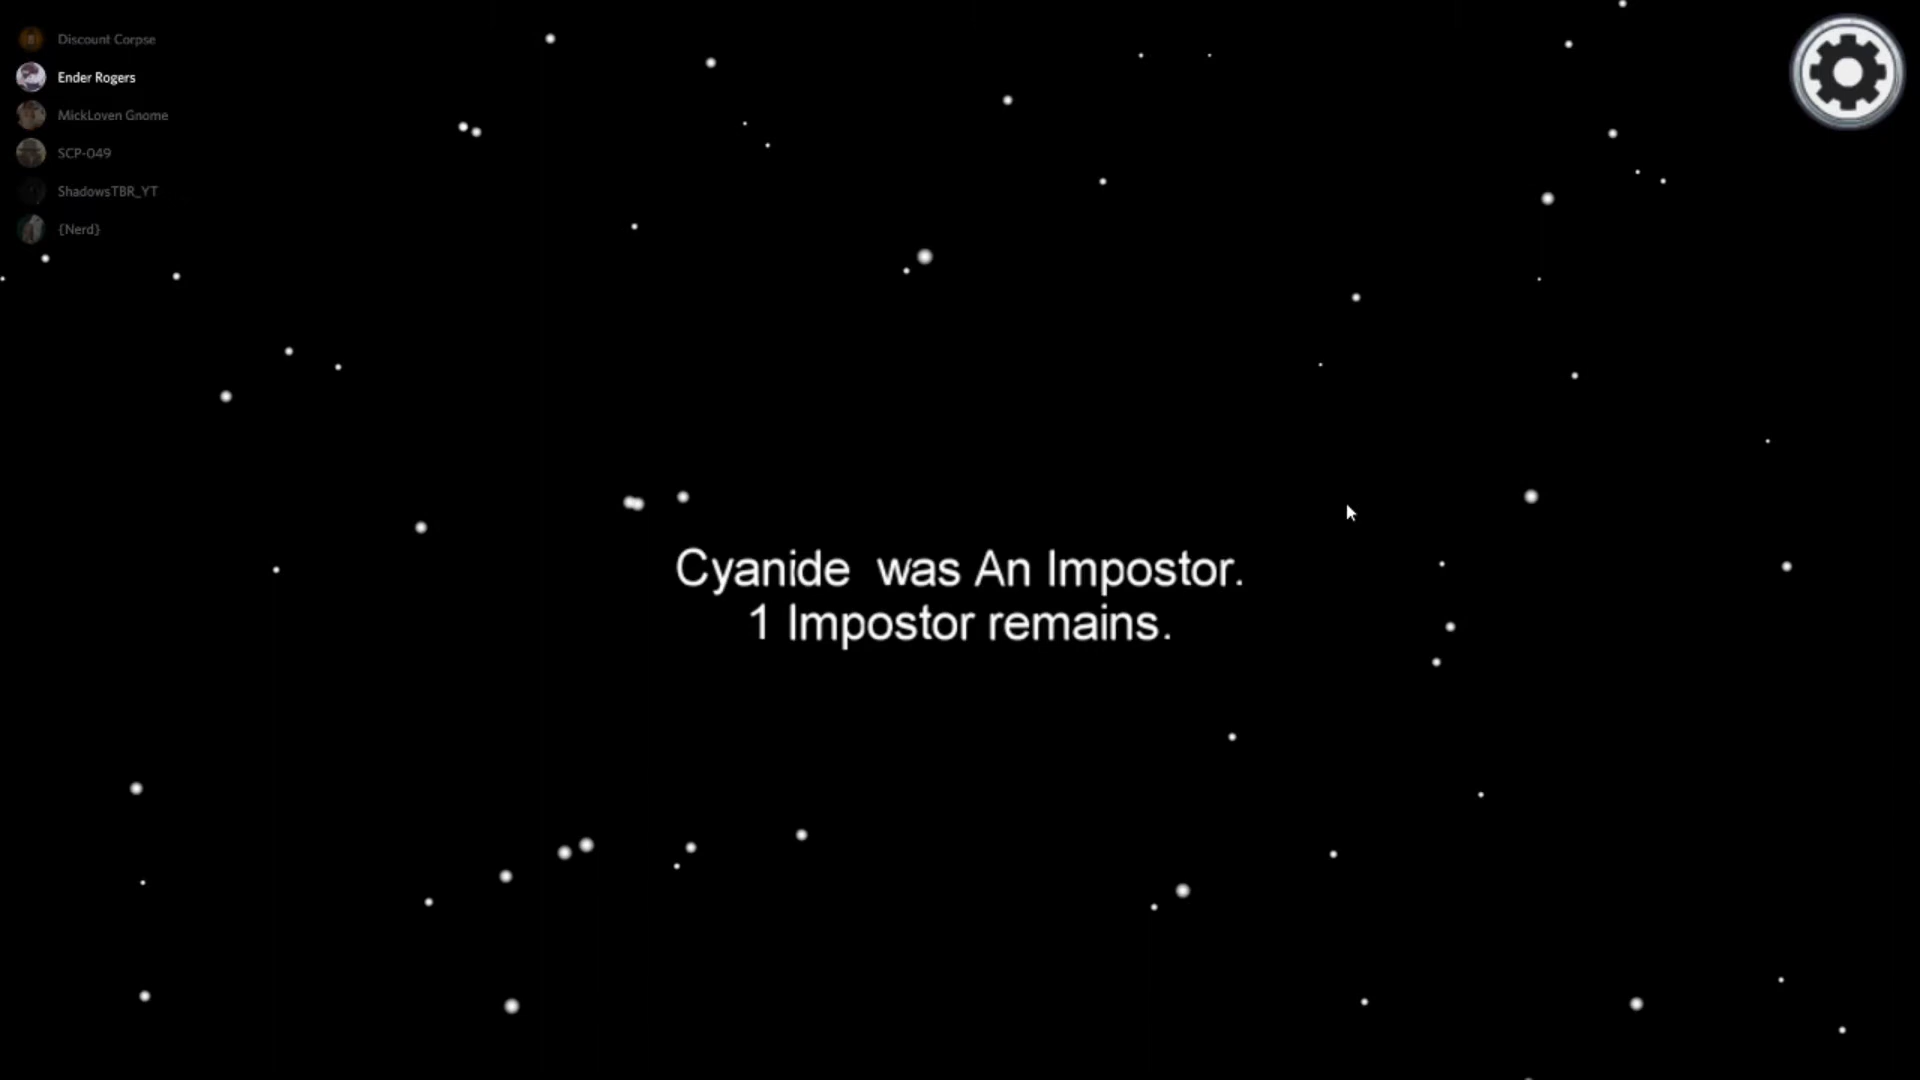 Discount Corpse
Ender Rogers
MickLoven Gnome
SCP-049
ShadowsTBR_YT
{Nerd}
Cyanide  was An Impostor.
1 Impostor remains.